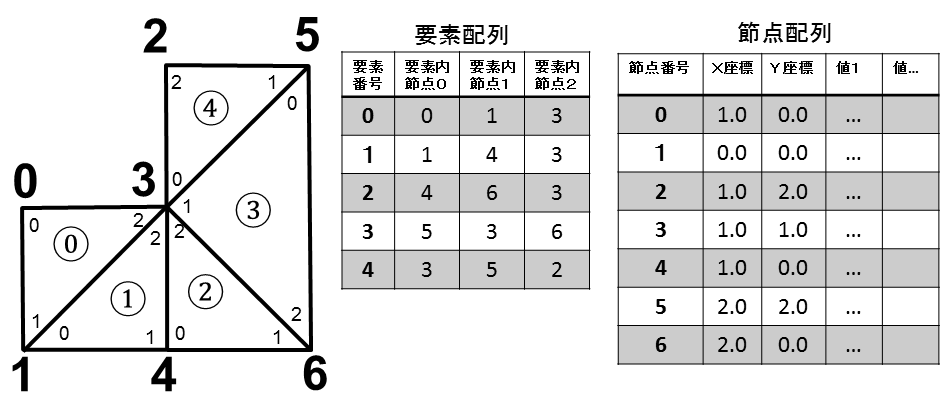 2 5
2 1 0
④
0 3 0 1
0 2 2 2
⓪ ③
① ②
1 0 1 0 1 2
1 4 6
要素配列
要素番号 要素内節点0 要素内節点1 要素内節点2
0 0 1 3
1 1 4 3
2 4 6 3
3 5 3 6
4 3 5 2
節点配列
節点番号 X座標 Y座標 値1 値...
0 1.0 0.0 ...
1 0.0 0.0 ...
2 1.0 2.0 ...
3 1.0 1.0 ...
4 1.0 0.0 ...
5 2.0 2.0 ...
6 2.0 0.0 ...